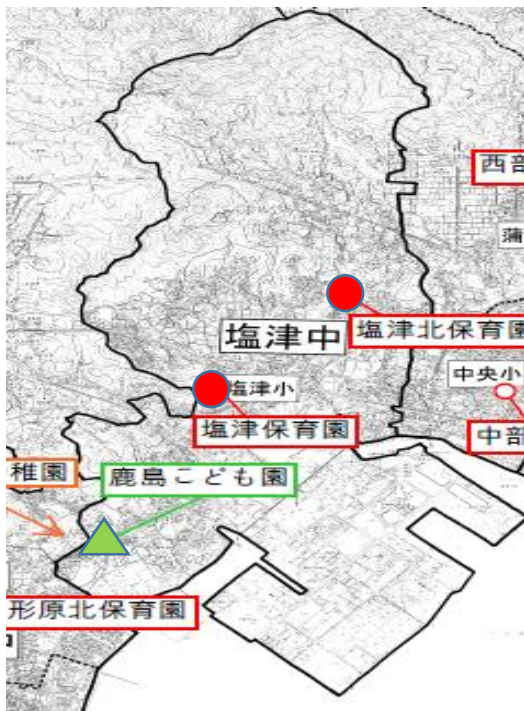 西部
蒲
塩津中
塩津北保育園
中央小
塩津小
塩津保育園
中部
稚園
鹿島こども園
形原北保育園